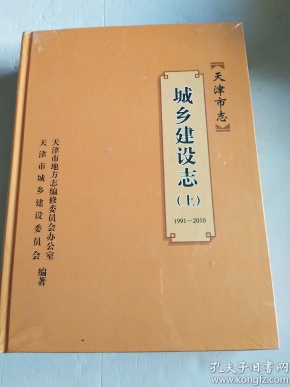 【天津市志】
城乡建设志
(上)
1991—2010
天津市地方志编修委员会办公室
天津市城乡建设委员会
编著
孔夫子旧书网